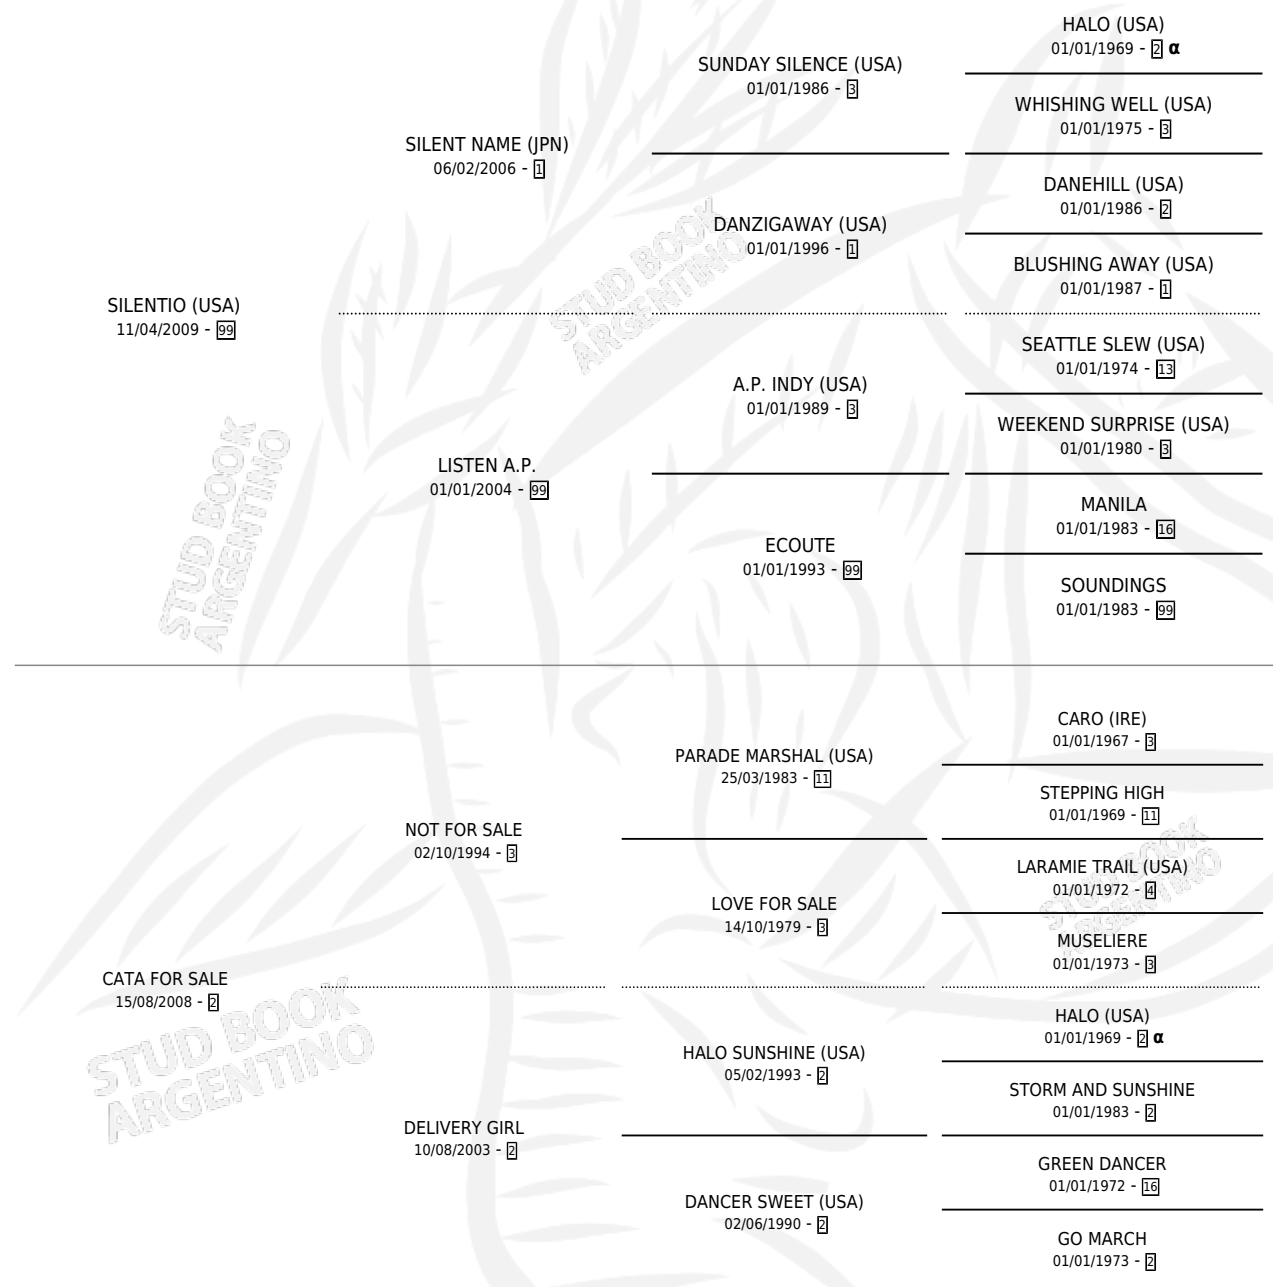 HALO (USA)
01/01/1969 - 2 α
SUNDAY SILENCE (USA)
01/01/1986 - 3
WHISHING WELL (USA)
01/01/1975 - 3
SILENT NAME (JPN)
06/02/2006 - 1
DANEHILL (USA)
01/01/1986 - 2
DANZIGAWAY (USA)
01/01/1996 - 1
BLUSHING AWAY (USA)
01/01/1987 - 1
STUD BOOK
ARGENTINO
SILENTIO (USA)
11/04/2009 - 99
SEATTLE SLEW (USA)
01/01/1974 - 13
A.P. INDY (USA)
01/01/1989 - 3
WEEKEND SURPRISE (USA)
01/01/1980 - 3
LISTEN A.P.
01/01/2004 - 99
MANILA
01/01/1983 - 16
ECOUTE
01/01/1993 - 99
SOUNDINGS
01/01/1983 - 99
STUD BOOK
ARGENTINO
CARO (IRE)
01/01/1967 - 3
PARADE MARSHAL (USA)
25/03/1983 - 11
STEPPING HIGH
01/01/1969 - 11
NOT FOR SALE
02/10/1994 - 3
LARAMIE TRAIL (USA)
01/01/1972 - 4
LOVE FOR SALE
14/10/1979 - 3
MUSELIERE
01/01/1973 - 3
STUD BOOK
ARGENTINO
CATA FOR SALE
15/08/2008 - 2
HALO (USA)
01/01/1969 - 2 α
HALO SUNSHINE (USA)
05/02/1993 - 2
STORM AND SUNSHINE
01/01/1983 - 2
STUD BOOK
ARGENTINO
DELIVERY GIRL
10/08/2003 - 2
GREEN DANCER
01/01/1972 - 16
DANCER SWEET (USA)
02/06/1990 - 2
GO MARCH
01/01/1973 - 2